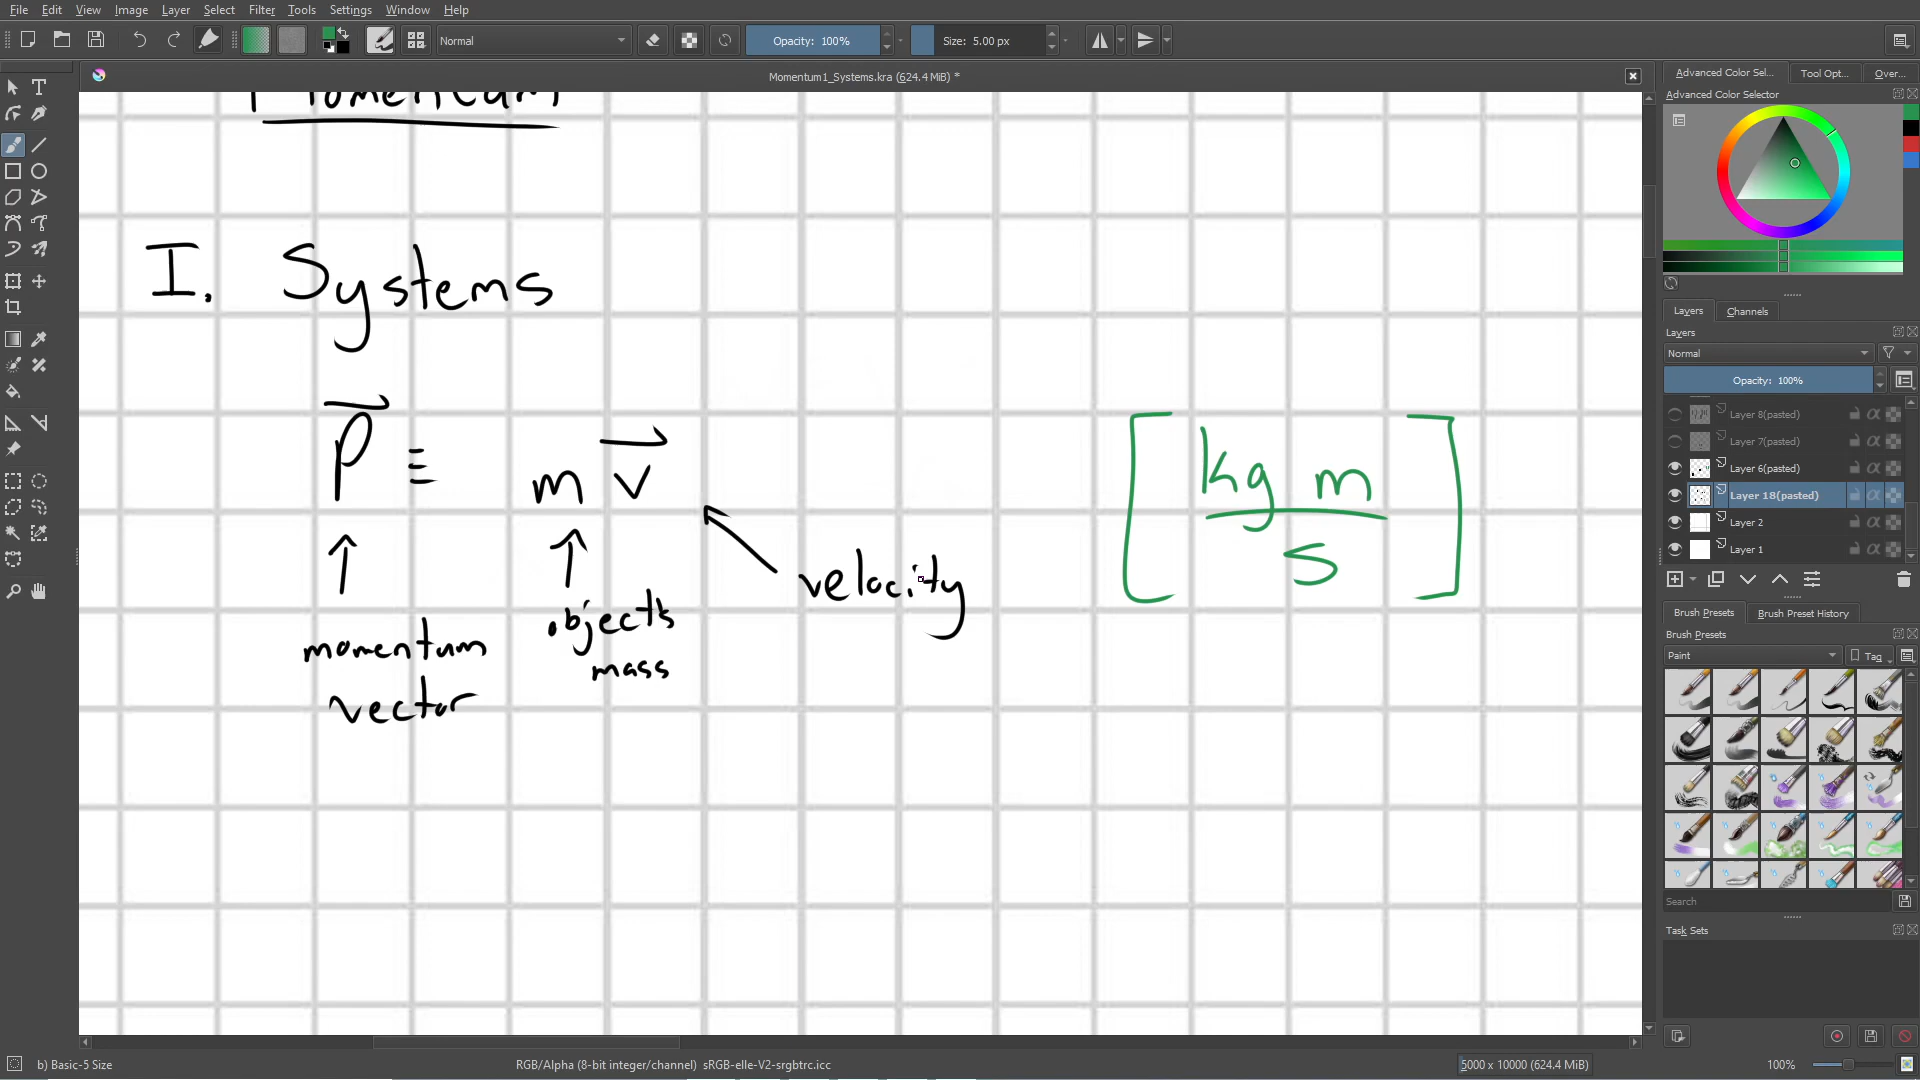 File Edit View Image Layer Select Filter Tools Settings Window Help
Normal Opacity: 100% Size: 5.00 px
Momentum1_Systems.kra (624.4 MiB) *
Advanced Color Sel... Tool Opt... Over...
Advanced Color Selector
Momentum
I. Systems
P ≡ m v
momentum
vector
objects
mass
velocity
[ kg m
s ]
Layers Channels
Layers
Normal
Opacity: 100%
Layer 8(pasted)
Layer 7(pasted)
Layer 6(pasted)
Layer 18(pasted)
Layer 2
Layer 1
Brush Presets Brush Preset History
Brush Presets
Paint Tag
Search
Task Sets
b) Basic-5 Size RGB/Alpha (8-bit integer/channel) sRGB-elle-V2-srgbtrc.icc 5000 x 10000 (624.4 MiB) 100%